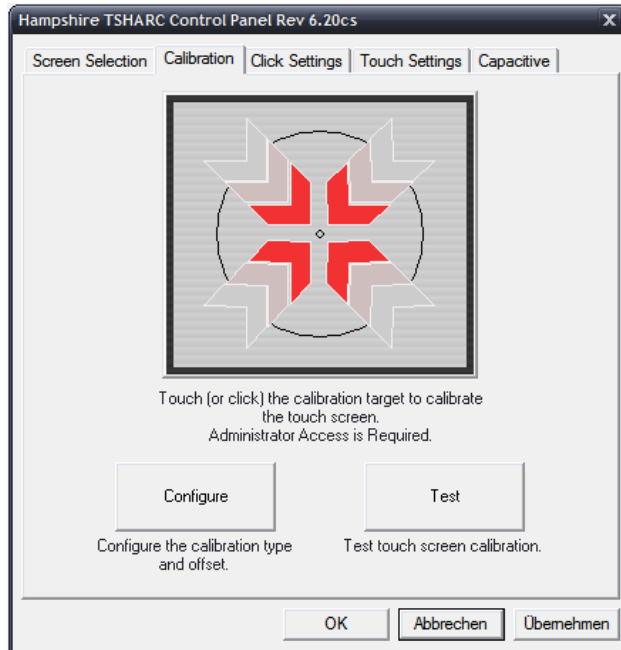 Hampshire TSHARC Control Panel Rev 6.20cs
x
Screen Selection Calibration Click Settings Touch Settings Capacitive
Touch (or click) the calibration target to calibrate
the touch screen.
Administrator Access is Required.
Configure Test
Configure the calibration type Test touch screen calibration.
and offset.
OK Abbrechen Übernehmen